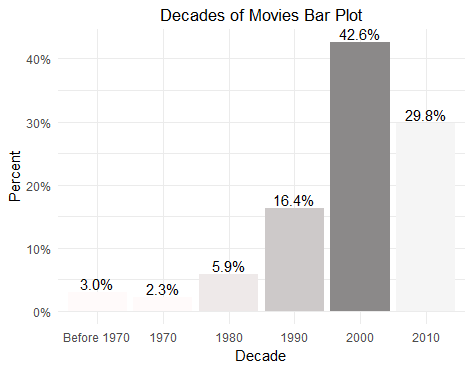 Decades of Movies Bar Plot
42.6%
40%
30%
29.8%
20%
16.4%
10%
5.9%
3.0%
2.3%
0%
Percent
Before 1970 1970 1980 1990 2000 2010
Decade